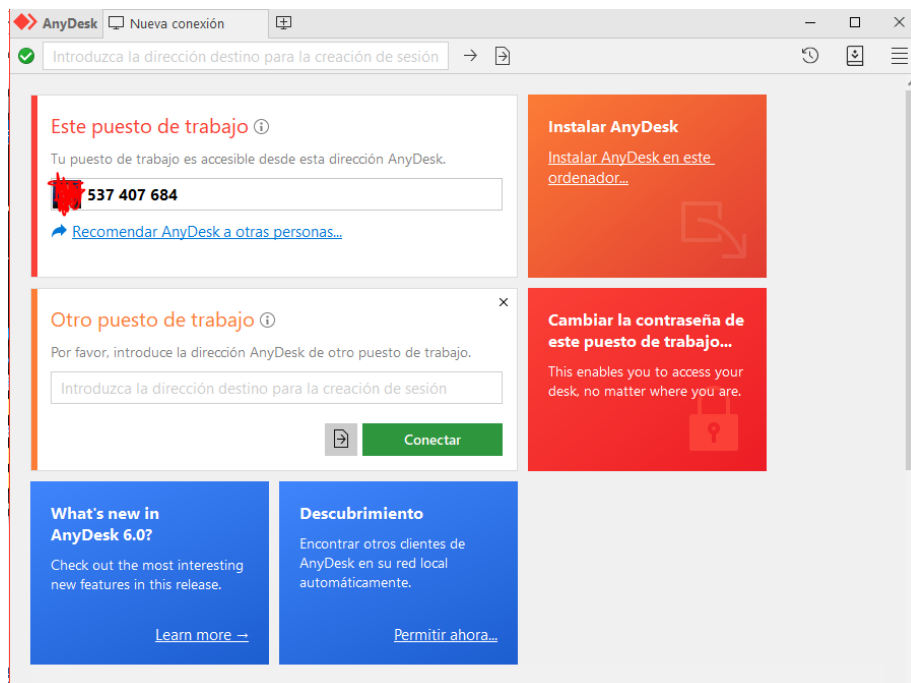 AnyDesk Nueva conexión
Introduzca la dirección destino para la creación de sesión
Este puesto de trabajo
Tu puesto de trabajo es accesible desde esta dirección AnyDesk.
537 407 684
Recomendar AnyDesk a otras personas...
Instalar AnyDesk
Instalar AnyDesk en este
ordenador...
Otro puesto de trabajo
Por favor, introduce la dirección AnyDesk de otro puesto de trabajo.
Introduzca la dirección destino para la creación de sesión
Conectar
Cambiar la contraseña de
este puesto de trabajo...
This enables you to access your
desk, no matter where you are.
What's new in
AnyDesk 6.0?
Check out the most interesting
new features in this release.
Learn more →
Descubrimiento
Encontrar otros clientes de
AnyDesk en su red local
automáticamente.
Permitir ahora...